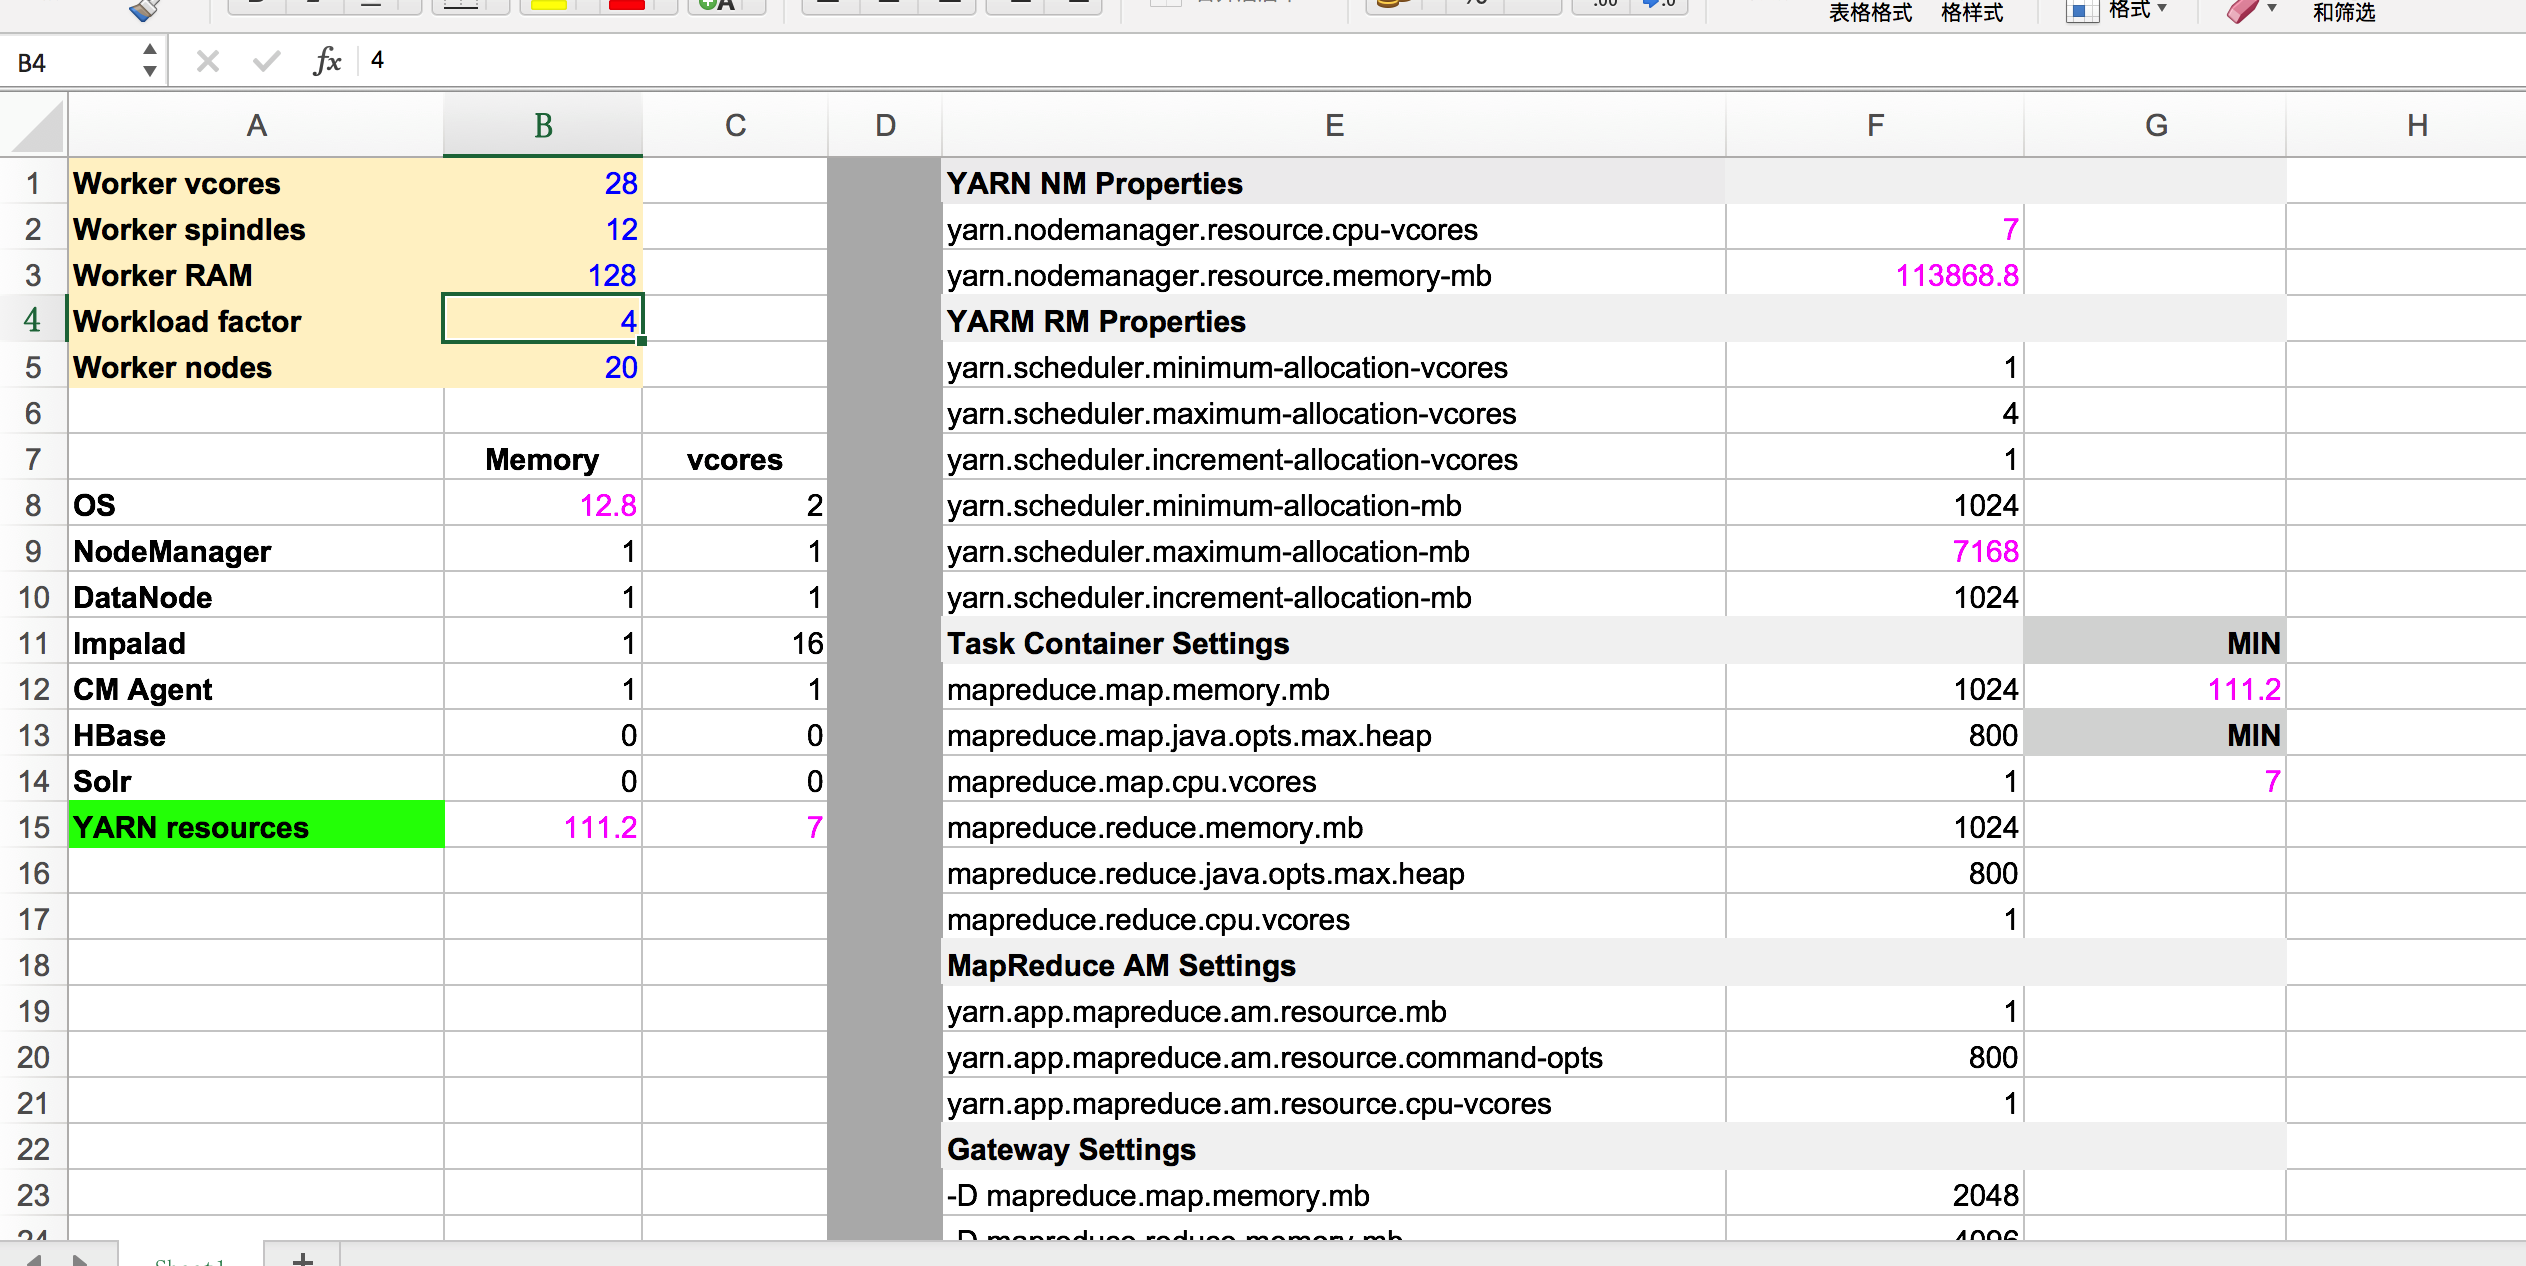 .00
.0
表格格式 格样式 格式 和筛选
B4 fx 4
A B C D E F G H
1 Worker vcores 28 YARN NM Properties
2 Worker spindles 12 yarn.nodemanager.resource.cpu-vcores 7
3 Worker RAM 128 yarn.nodemanager.resource.memory-mb 113868.8
4 Workload factor 4 YARM RM Properties
5 Worker nodes 20 yarn.scheduler.minimum-allocation-vcores 1
6 yarn.scheduler.maximum-allocation-vcores 4
7 Memory vcores yarn.scheduler.increment-allocation-vcores 1
8 OS 12.8 2 yarn.scheduler.minimum-allocation-mb 1024
9 NodeManager 1 1 yarn.scheduler.maximum-allocation-mb 7168
10 DataNode 1 1 yarn.scheduler.increment-allocation-mb 1024
11 Impalad 1 16 Task Container Settings MIN
12 CM Agent 1 1 mapreduce.map.memory.mb 1024 111.2
13 HBase 0 0 mapreduce.map.java.opts.max.heap 800 MIN
14 Solr 0 0 mapreduce.map.cpu.vcores 1 7
15 YARN resources 111.2 7 mapreduce.reduce.memory.mb 1024
16 mapreduce.reduce.java.opts.max.heap 800
17 mapreduce.reduce.cpu.vcores 1
18 MapReduce AM Settings
19 yarn.app.mapreduce.am.resource.mb 1
20 yarn.app.mapreduce.am.resource.command-opts 800
21 yarn.app.mapreduce.am.resource.cpu-vcores 1
22 Gateway Settings
23 -D mapreduce.map.memory.mb 2048
24 -D mapreduce.reduce.memory.mb 4096
Sheet1